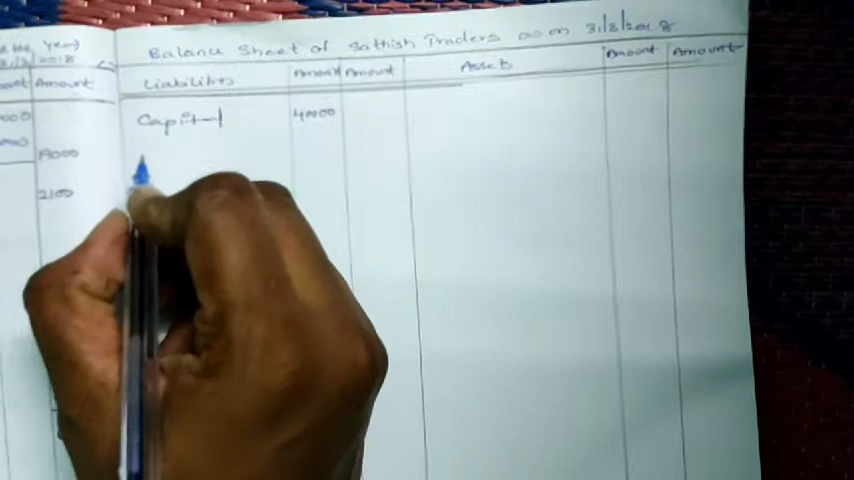 Balance Sheet of Sathish Traders as on 31/3/2018
Liabilities Amount Amount Assets Amount Amount
Amount
Capital 40000
19000
2100